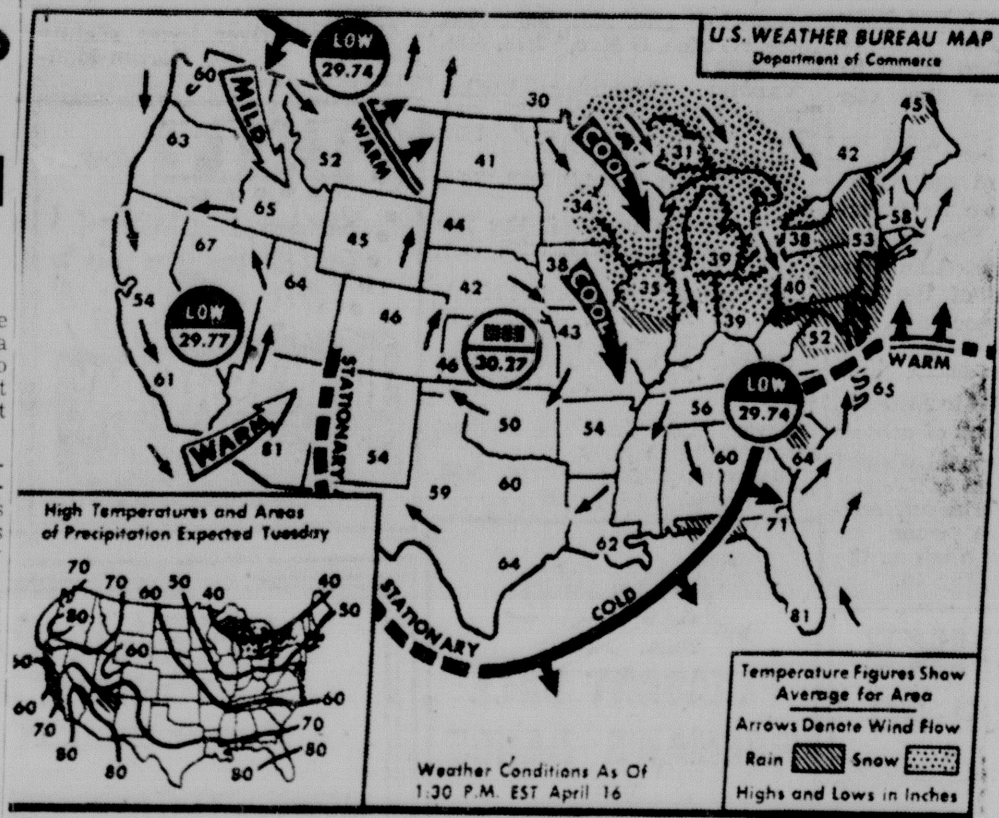 U.S. WEATHER BUREAU MAP
Department of Commerce
LOW
29.74
60
MILD
63
52
WARM
30
41
COOL
31
45
42
65
45
44
34
58
67
64
38
38
53
39
35
40
54
LOW
29.77
46
42
43
COOL
39
52
WARM
46
30.27
61
LOW
29.74
65
STATIONARY
WARM
81
54
50
54
56
60
64
59
60
71
62
64
81
STATIONARY
COLD
High Temperatures and Areas
of Precipitation Expected Tuesday
70
70
60
50
40
40
50
80
60
60
60
60
70
70
80
80
80
80
Weather Conditions As Of
1:30 P.M. EST April 16
Temperature Figures Show
Average for Area
Arrows Denote Wind Flow
Rain Snow
Highs and Lows in Inches